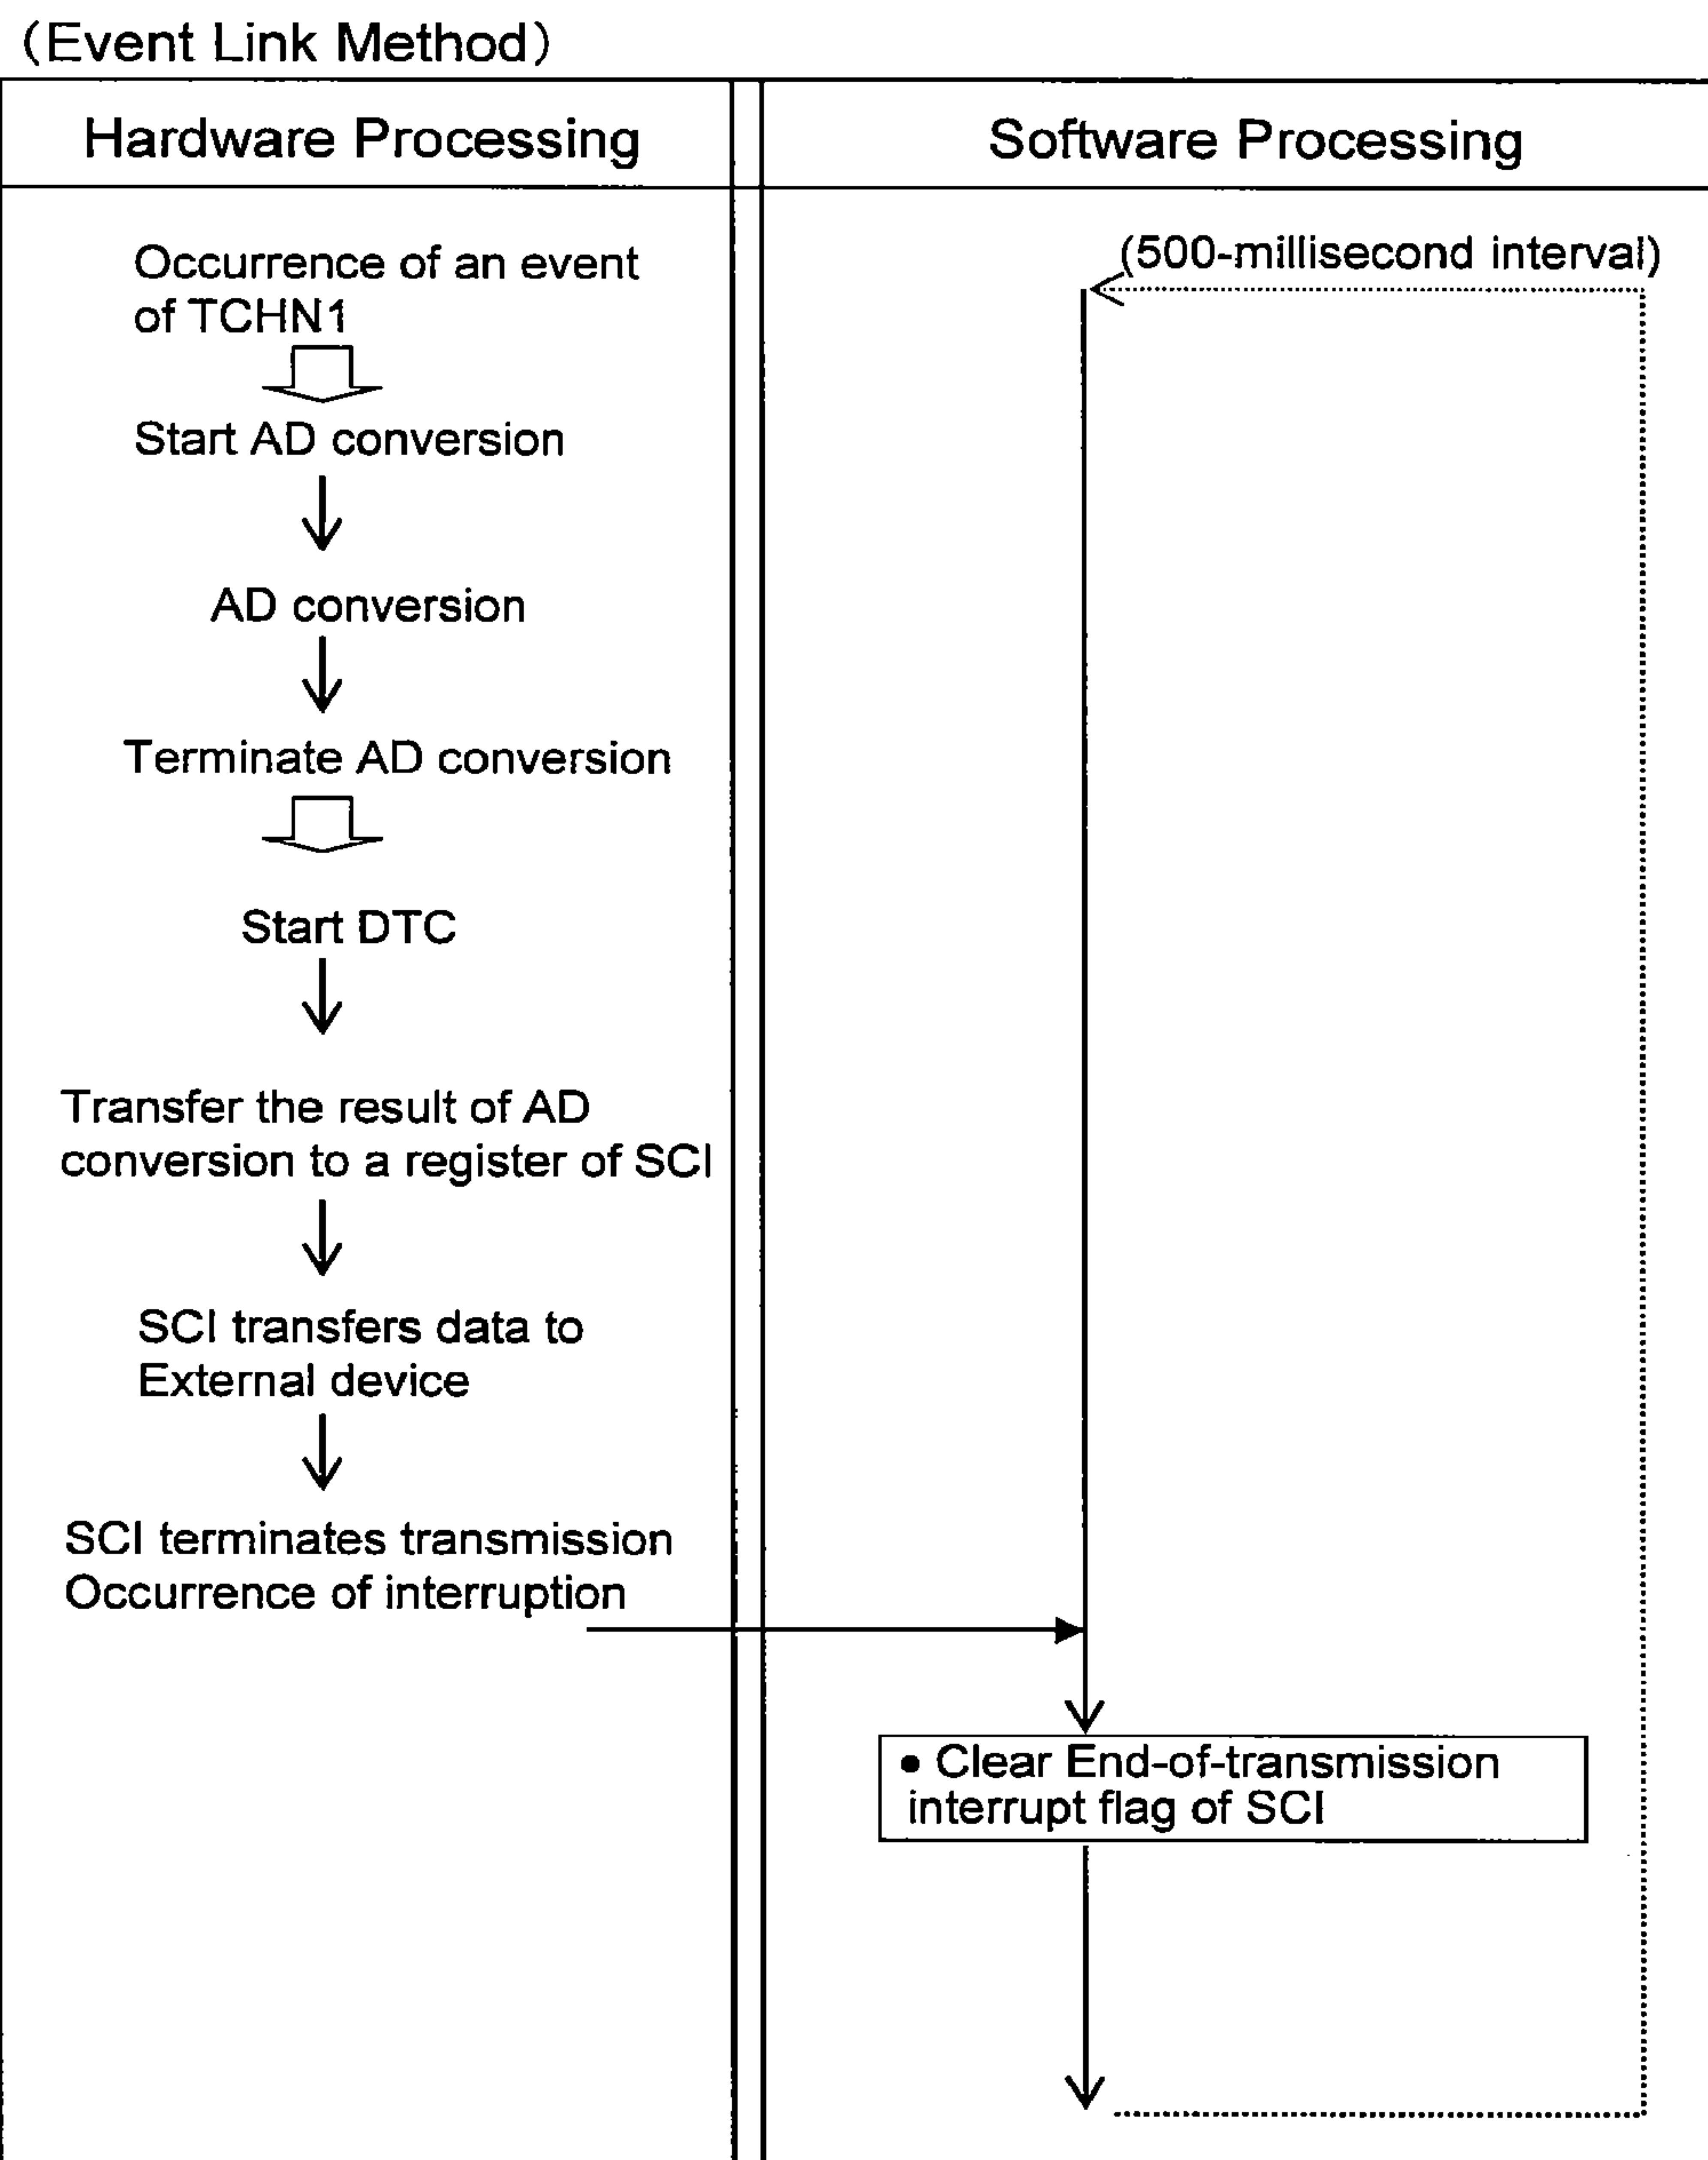 (Event Link Method)
Hardware Processing
Software Processing
Occurrence of an event
of TCHN1
Start AD conversion
AD conversion
Terminate AD conversion
Start DTC
Transfer the result of AD
conversion to a register of SCI
SCI transfers data to
External device
SCI terminates transmission
Occurrence of interruption
(500-millisecond interval)
• Clear End-of-transmission
interrupt flag of SCI